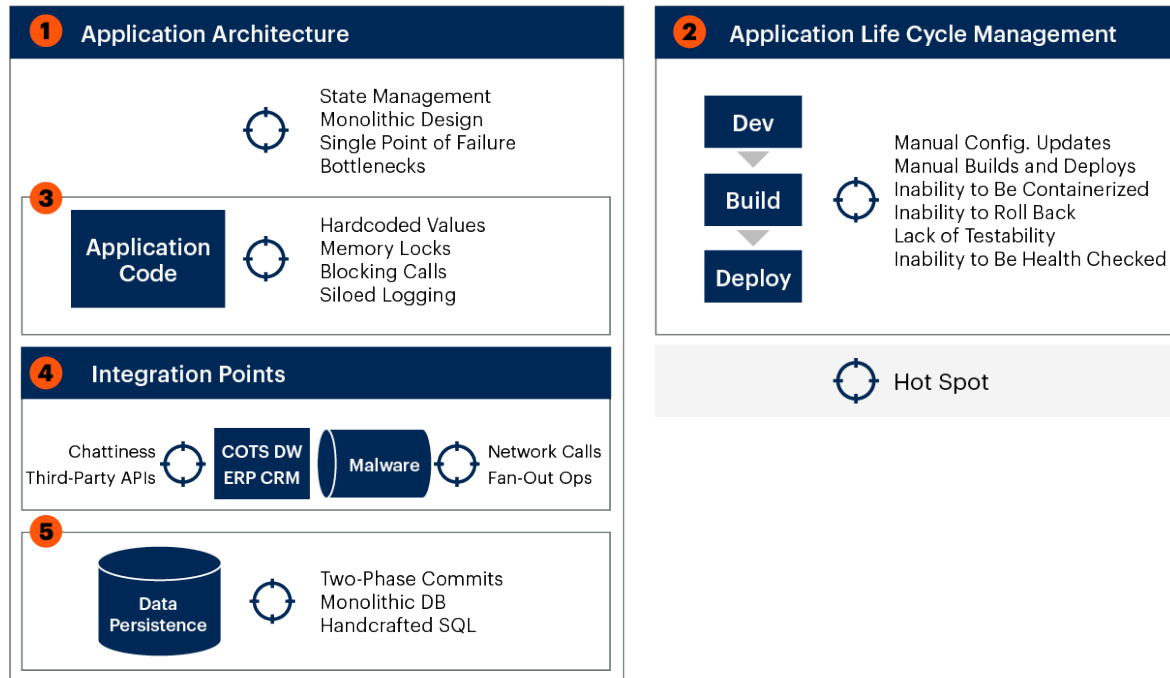 1 Application Architecture
State Management
Monolithic Design
Single Point of Failure
Bottlenecks
3
Application
Code
Hardcoded Values
Memory Locks
Blocking Calls
Siloed Logging
4 Integration Points
Chattiness
Third-Party APIs
COTS DW
ERP CRM
Malware
Network Calls
Fan-Out Ops
5
Data
Persistence
Two-Phase Commits
Monolithic DB
Handcrafted SQL
2 Application Life Cycle Management
Dev
Build
Deploy
Manual Config. Updates
Manual Builds and Deploys
Inability to Be Containerized
Inability to Roll Back
Lack of Testability
Inability to Be Health Checked
Hot Spot